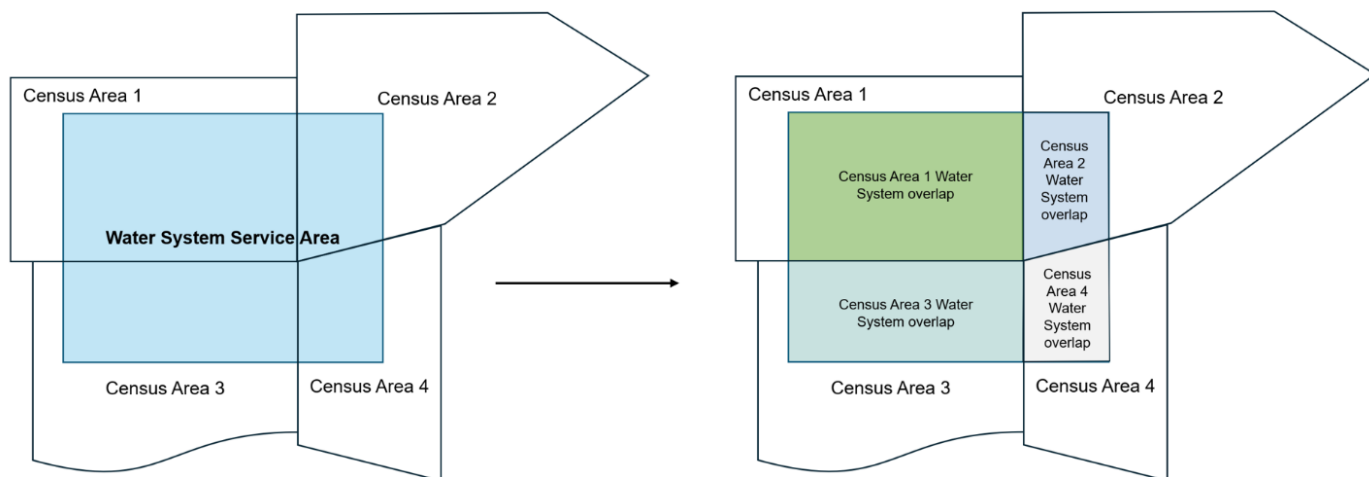 Census Area 1
Census Area 2
Water System Service Area
Census Area 3
Census Area 4
Census Area 1
Census Area 2
Census Area 1 Water
System overlap
Census
Area 2
Water
System
overlap
Census Area 3 Water
System overlap
Census
Area 4
Water
System
overlap
Census Area 3
Census Area 4